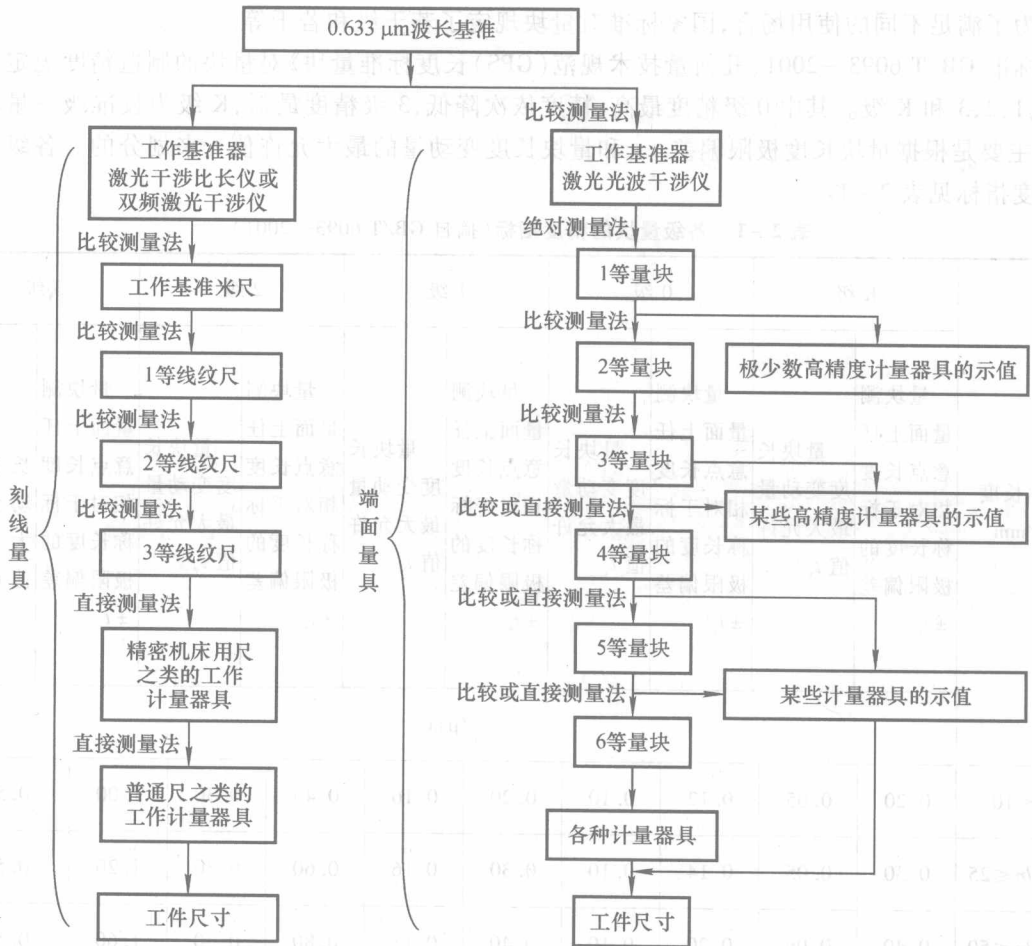 0.633 μm波长基准
比较测量法
工作基准器
激光干涉比长仪或
双频激光干涉仪
比较测量法
工作基准米尺
比较测量法
1等线纹尺
比较测量法
2等线纹尺
比较测量法
3等线纹尺
直接测量法
精密机床用尺
之类的工作
计量器具
直接测量法
普通尺之类的
工作计量器具
工件尺寸
刻线量具
工作基准器
激光光波干涉仪
绝对测量法
1等量块
比较测量法
2等量块
极少数高精度计量器具的示值
比较测量法
3等量块
比较或直接测量法
某些高精度计量器具的示值
4等量块
比较或直接测量法
5等量块
比较或直接测量法
某些计量器具的示值
6等量块
各种计量器具
工件尺寸
端面量具